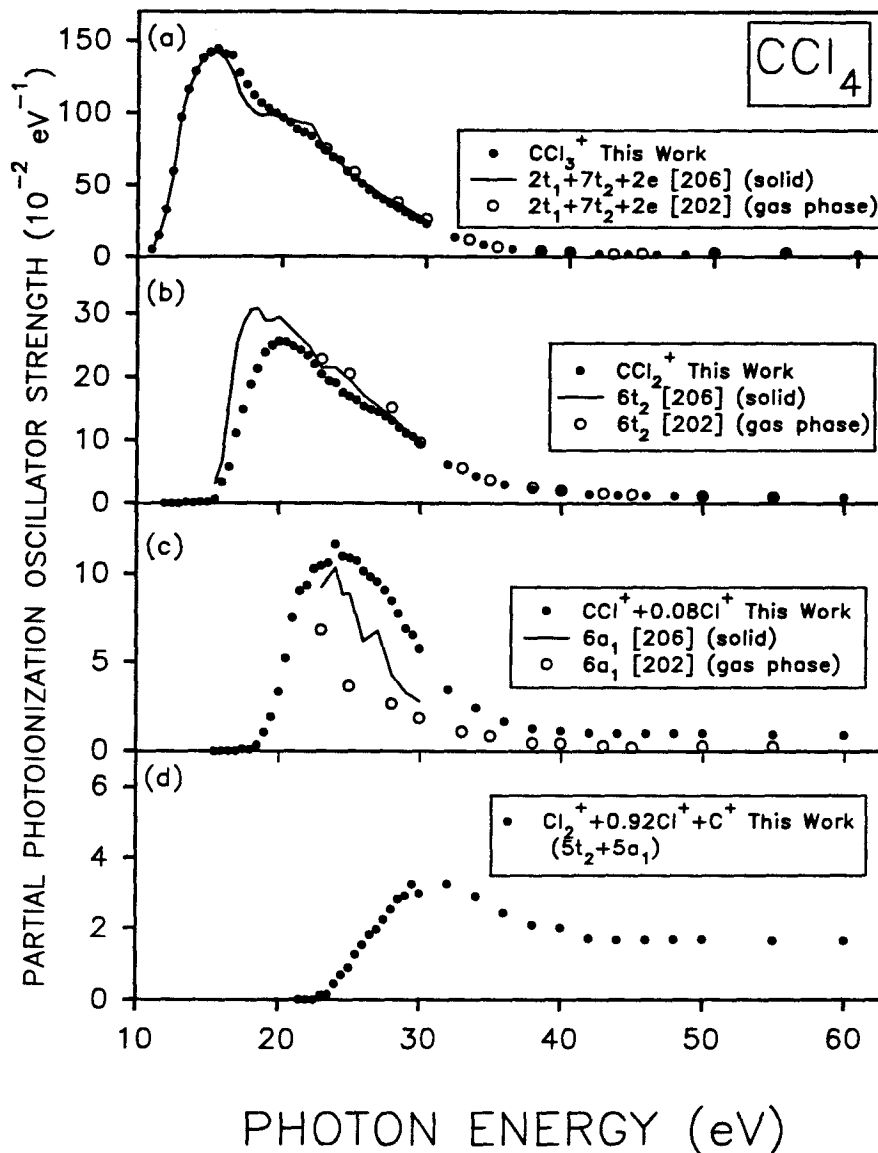 PARTIAL PHOTOIONIZATION OSCILLATOR STRENGTH (10⁻² eV⁻¹)
CCl₄
(a)
150
100
50
0
CCl₃⁺ This Work
2t₁+7t₂+2e [206] (solid)
2t₁+7t₂+2e [202] (gas phase)
(b)
30
20
10
0
CCl₂⁺ This Work
6t₂ [206] (solid)
6t₂ [202] (gas phase)
(c)
10
5
0
CCl⁺+0.08Cl⁺ This Work
6a₁ [206] (solid)
6a₁ [202] (gas phase)
(d)
6
4
2
0
Cl₂⁺+0.92Cl⁺+C⁺ This Work
(5t₂+5a₁)
10 20 30 40 50 60
PHOTON ENERGY (eV)